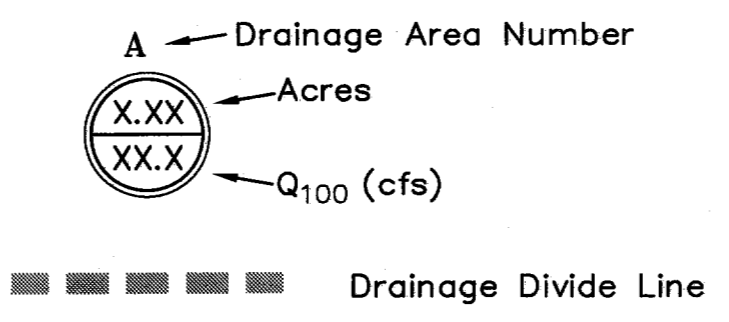 A Drainage Area Number
X.XX Acres
XX.X Q₁₀₀ (cfs)
Drainage Divide Line